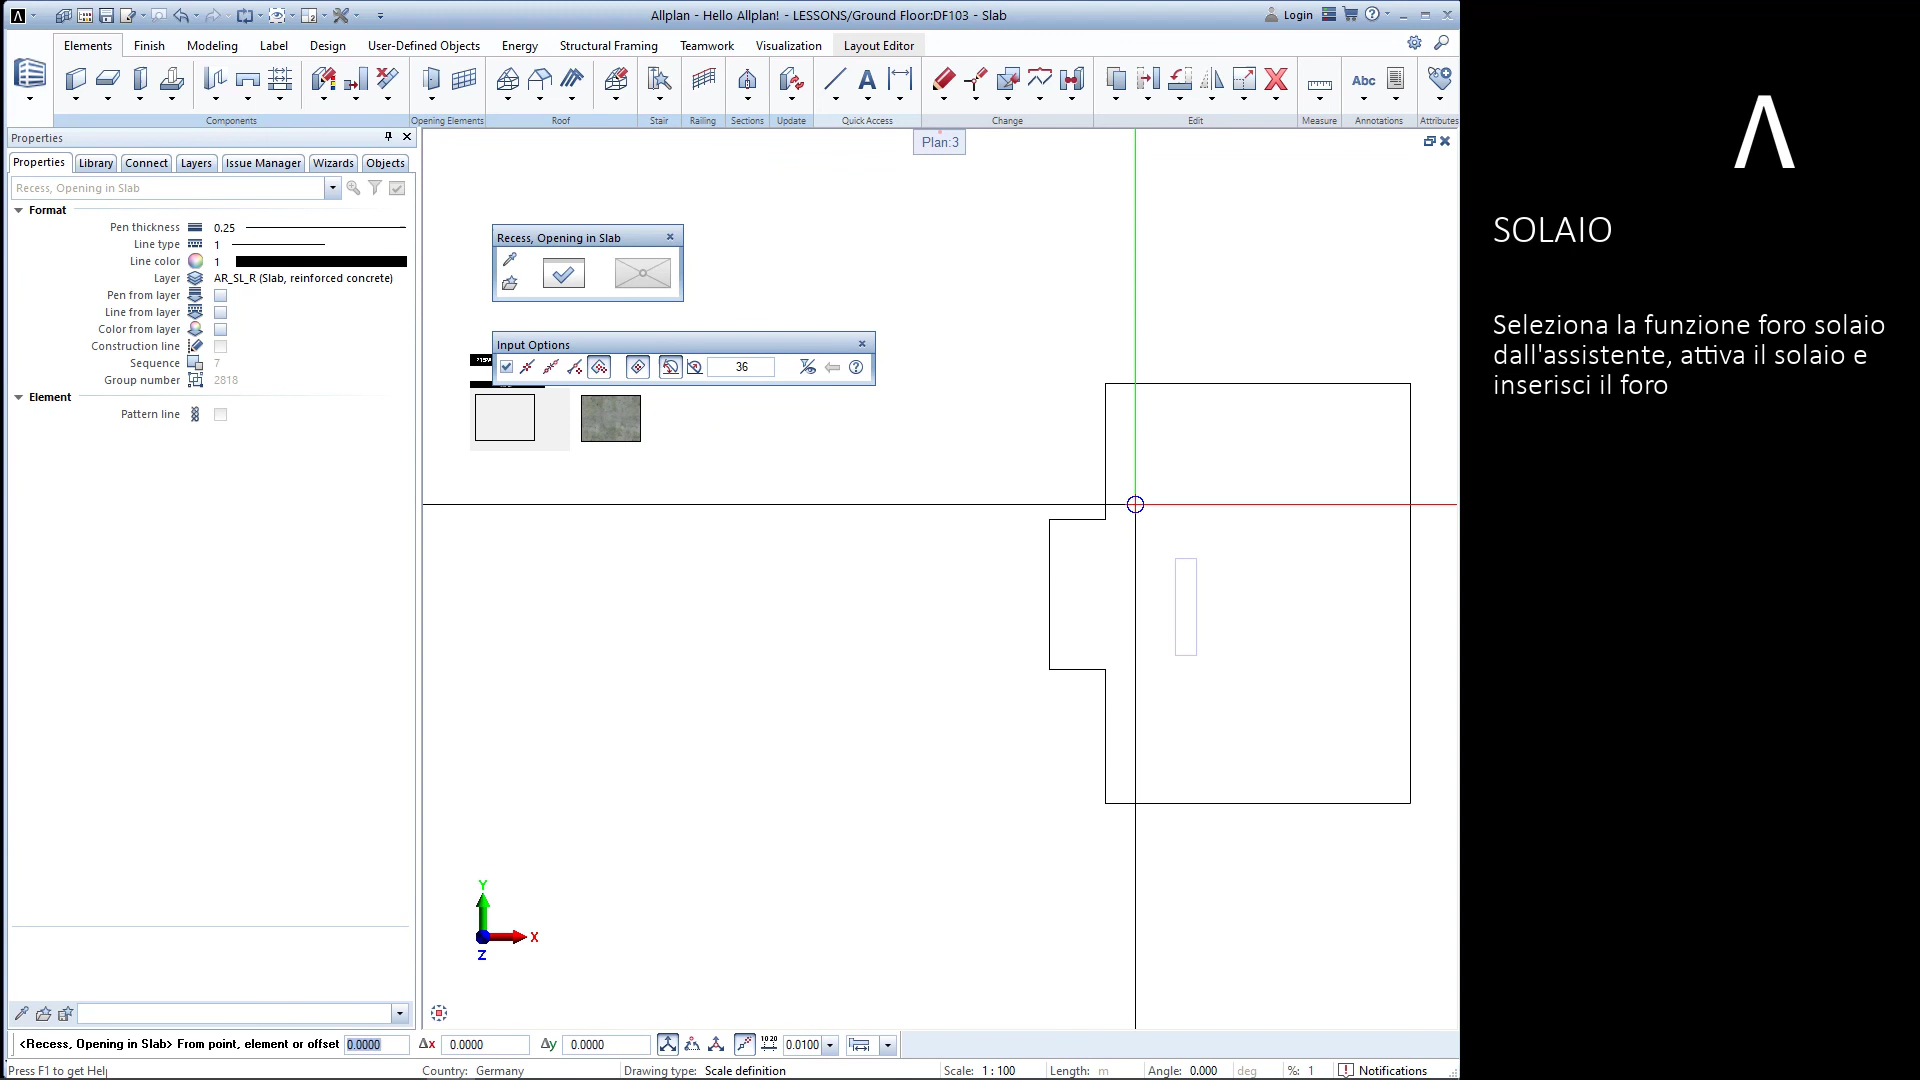 Allplan - Hello Allplan! - LESSONS/Ground Floor:DF103 - Slab
Login
Elements Finish Modeling Label Design User-Defined Objects Energy Structural Framing Teamwork Visualization Layout Editor
A
Abc
Components Opening Elements Roof Stair Railing Sections Update Quick Access Change Edit Measure Annotations Attributes
Properties
Plan:3
Properties Library Connect Layers Issue Manager Wizards Objects
Recess, Opening in Slab
Format
Pen thickness 0.25
Line type 1
Line color 1
Layer AR_SL_R (Slab, reinforced concrete)
Pen from layer
Line from layer
Color from layer
Construction line
Sequence 7
Group number 2818
Element
Pattern line
Recess, Opening in Slab
Input Options
36
Y
X
Z
<Recess, Opening in Slab> From point, element or offset 0.0000 Δx 0.0000 Δy 0.0000 0.0100
Press F1 to get Hel Country: Germany Drawing type: Scale definition Scale: 1 : 100 Length: m Angle: 0.000 deg %: 1 Notifications
SOLAIO
Seleziona la funzione foro solaio
dall'assistente, attiva il solaio e
inserisci il foro